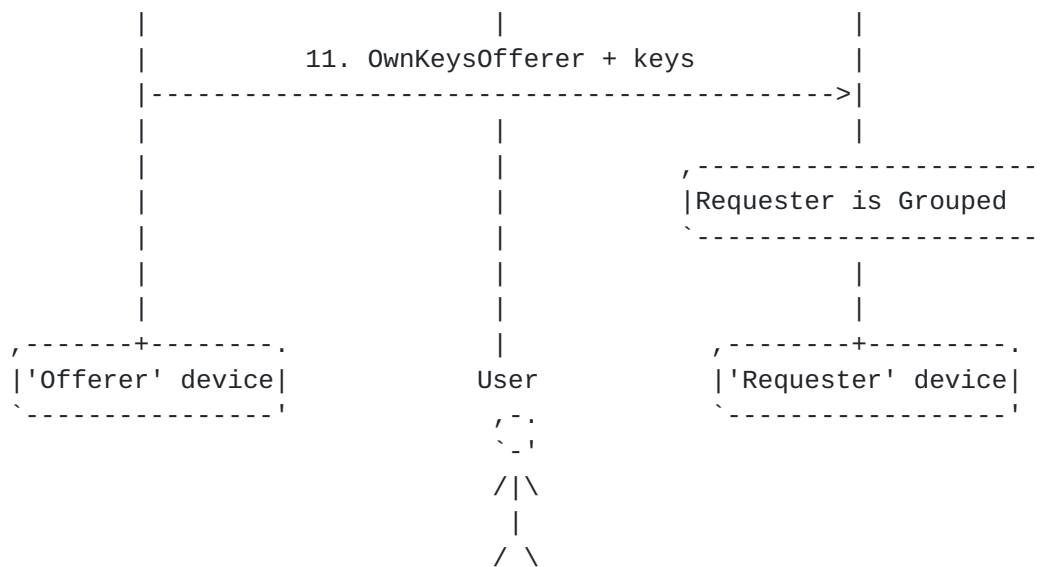 11. OwnKeysOfferer + keys
Requester is Grouped
'Offerer' device User 'Requester' device